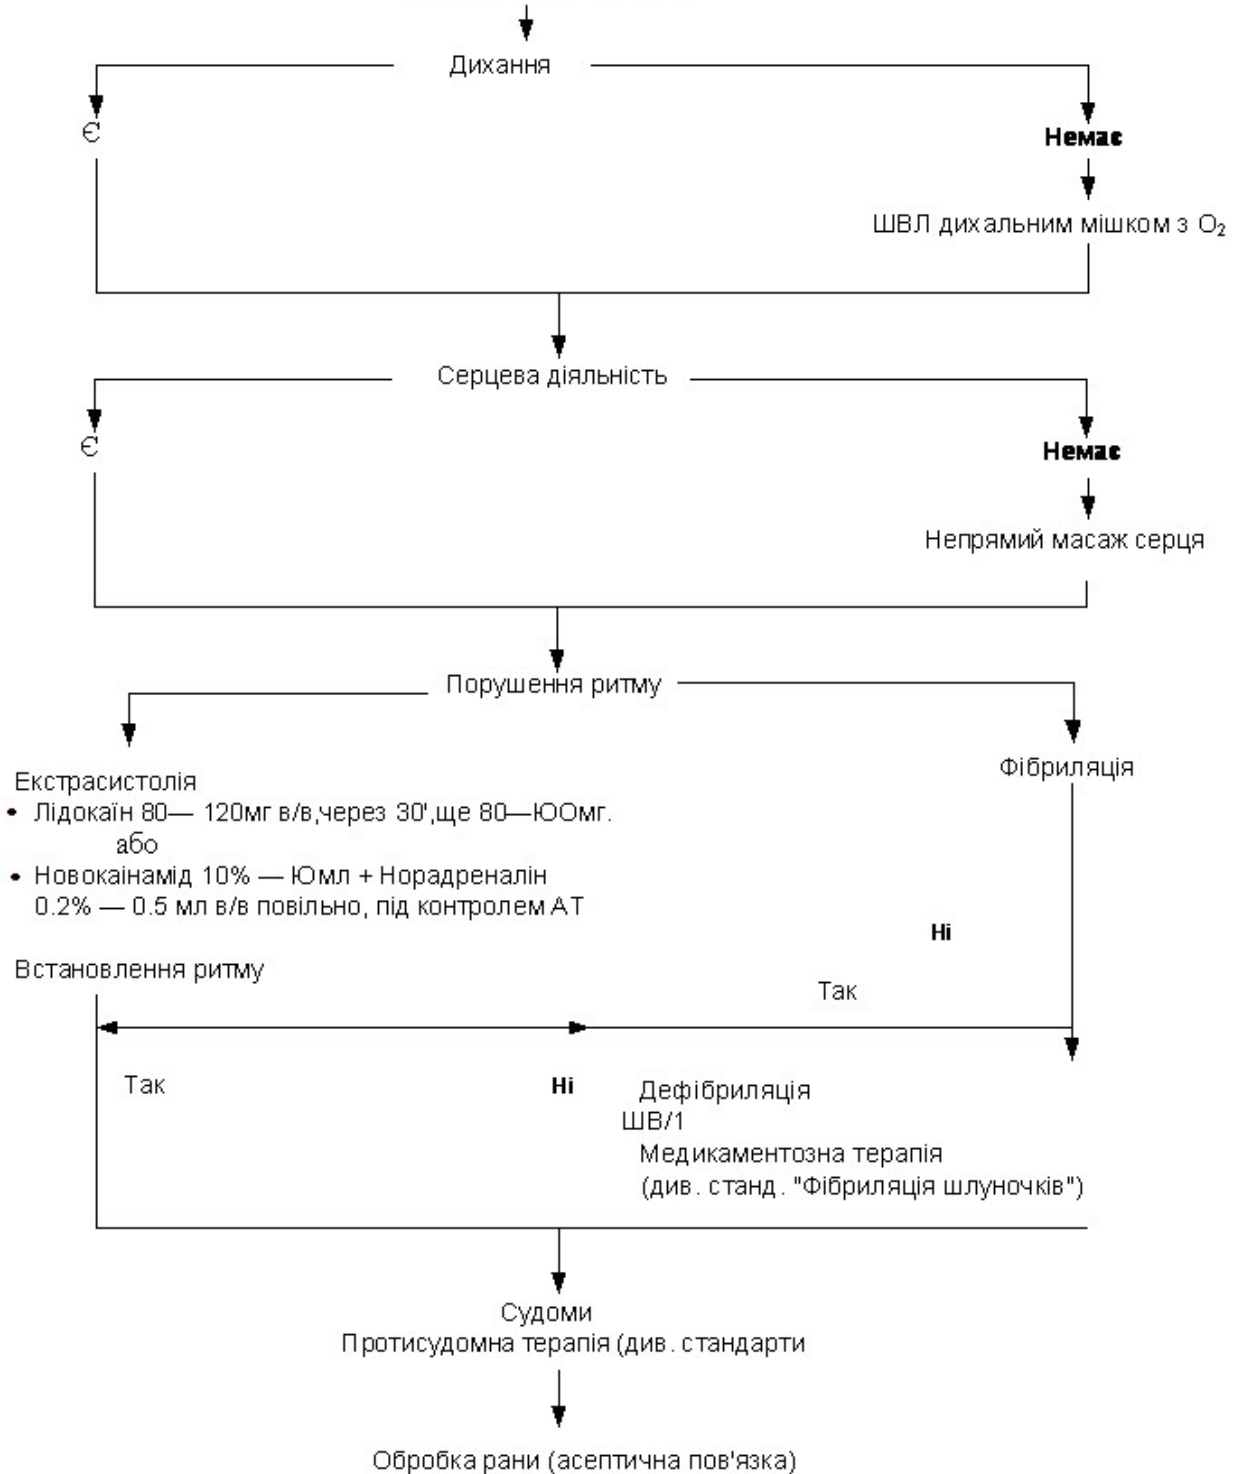 Дихання
Є
Немає
ШВЛ дихальним мішком з О₂
Серцева діяльність
Є
Немає
Непрямий масаж серця
Порушення ритму
Екстрасистолія
Фібриляція
• Лідокаїн 80— 120мг в/в,через 30',ще 80—ЮОмг.
або
• Новокаінамід 10% — Юмл + Норадреналін
0.2% — 0.5 мл в/в повільно, під контролем АТ
Ні
Встановлення ритму
Так
Так
Ні
Дефібриляція
ШВ/1
Медикаментозна терапія
(див. станд. "Фібриляція шлуночків")
Судоми
Протисудомна терапія (див. стандарти
Обробка рани (асептична пов'язка)